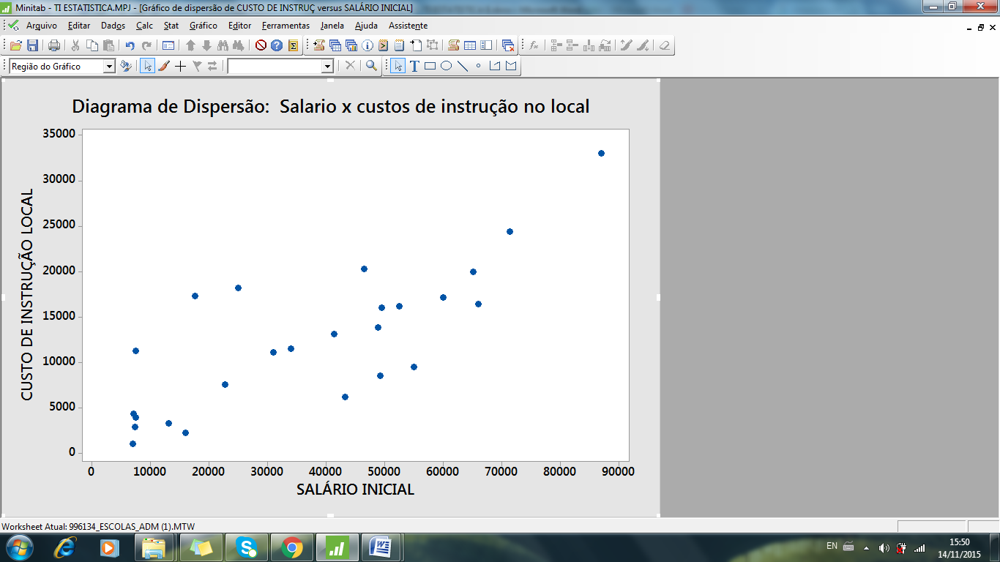 Minitab - TI ESTATISTICA.MPJ - [Gráfico de dispersão de CUSTO DE INSTRUÇ versus SALÁRIO INICIAL]
Arquivo Editar Dados Calc Stat Gráfico Editor Ferramentas Janela Ajuda Assistente
Região do Gráfico
Diagrama de Dispersão: Salario x custos de instrução no local
CUSTO DE INSTRUÇÃO LOCAL
35000
30000
25000
20000
15000
10000
5000
0
0 10000 20000 30000 40000 50000 60000 70000 80000 90000
SALÁRIO INICIAL
Worksheet Atual: 996134_ESCOLAS_ADM (1).MTW
EN
15:50
14/11/2015